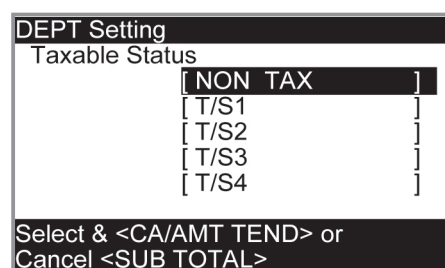 DEPT Setting
Taxable Status
[ NON TAX ]
[ T/S1 ]
[ T/S2 ]
[ T/S3 ]
[ T/S4 ]
Select & <CA/AMT TEND> or
Cancel <SUB TOTAL>